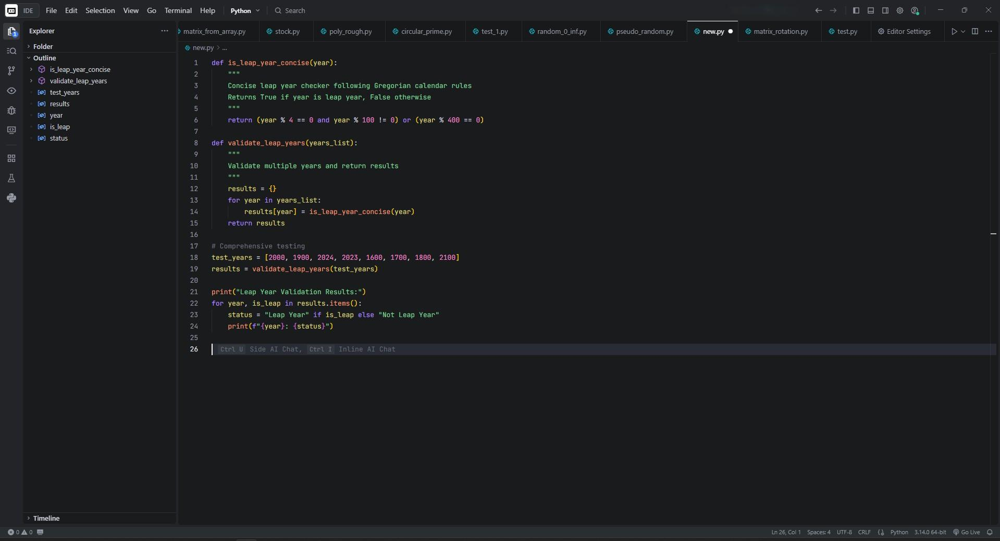 IDE File Edit Selection View Go Terminal Help Python Search
Explorer
Folder
Outline
is_leap_year_concise
validate_leap_years
test_years
results
year
is_leap
status
Timeline
1
matrix_from_array.py stock.py poly_rough.py circular_prime.py test_1.py random_0_inf.py pseudo_random.py new.py matrix_rotation.py test.py Editor Settings
new.py > ...
1 def is_leap_year_concise(year):
2     """
3     Concise leap year checker following Gregorian calendar rules
4     Returns True if year is leap year, False otherwise
5     """
6     return (year % 4 == 0 and year % 100 != 0) or (year % 400 == 0)
7
8 def validate_leap_years(years_list):
9     """
10     Validate multiple years and return results
11     """
12     results = {}
13     for year in years_list:
14         results[year] = is_leap_year_concise(year)
15     return results
16
17 # Comprehensive testing
18 test_years = [2000, 1900, 2024, 2023, 1600, 1700, 1800, 2100]
19 results = validate_leap_years(test_years)
20
21 print("Leap Year Validation Results:")
22 for year, is_leap in results.items():
23     status = "Leap Year" if is_leap else "Not Leap Year"
24     print(f"{year}: {status}")
25
26 Ctrl U Side AI Chat, Ctrl I Inline AI Chat
0 0 Ln 26, Col 1 Spaces: 4 UTF-8 CRLF Python 3.14.0 64-bit Go Live